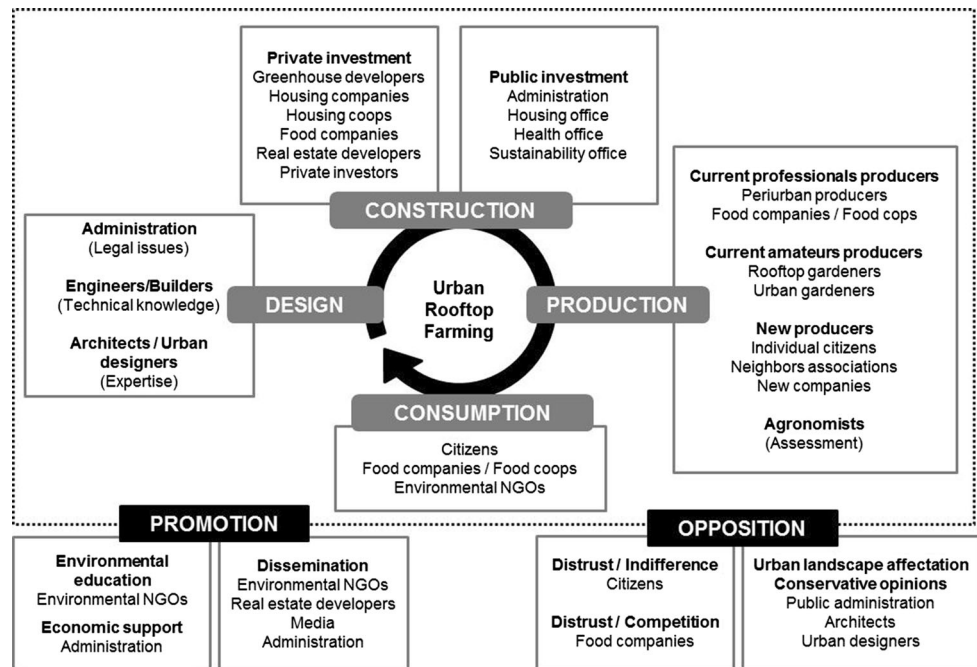 Private investment
Greenhouse developers
Housing companies
Housing coops
Food companies
Real estate developers
Private investors
Public investment
Administration
Housing office
Health office
Sustainability office
CONSTRUCTION
Administration
(Legal issues)
Engineers/Builders
(Technical knowledge)
Architects / Urban
designers
(Expertise)
DESIGN
Urban
Rooftop
Farming
PRODUCTION
Current professionals producers
Periurban producers
Food companies / Food cops
Current amateurs producers
Rooftop gardeners
Urban gardeners
New producers
Individual citizens
Neighbors associations
New companies
Agronomists
(Assessment)
CONSUMPTION
Citizens
Food companies / Food coops
Environmental NGOs
PROMOTION
Environmental
education
Environmental NGOs
Economic support
Administration
Dissemination
Environmental NGOs
Real estate developers
Media
Administration
OPPOSITION
Distrust / Indifference
Citizens
Distrust / Competition
Food companies
Urban landscape affectation
Conservative opinions
Public administration
Architects
Urban designers